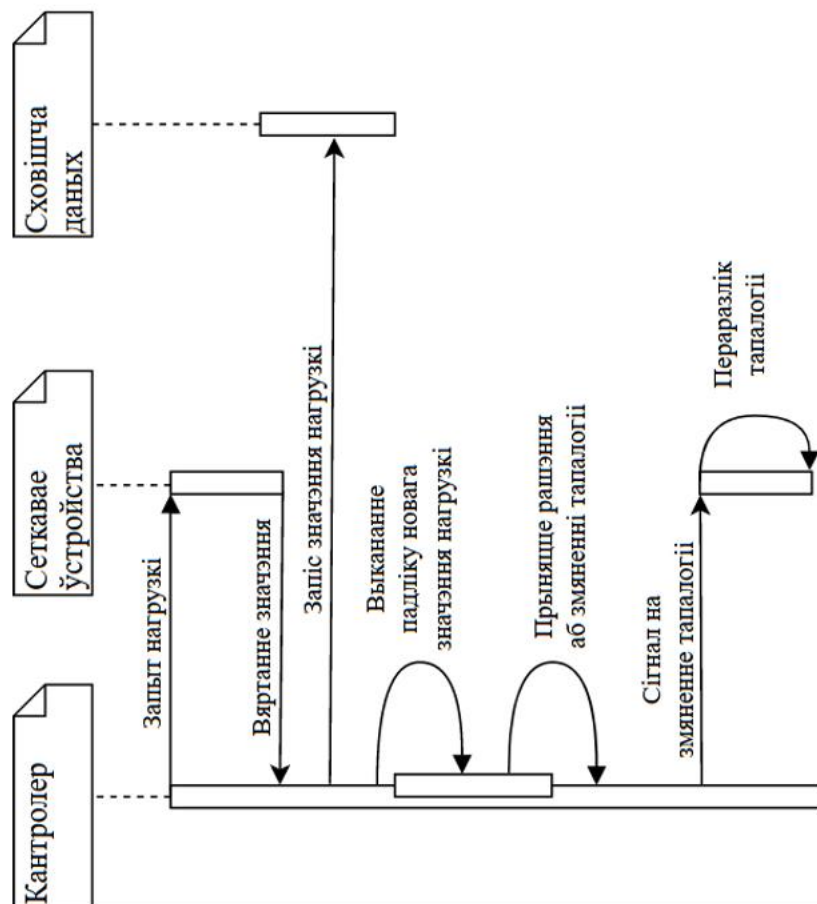 Кантролер
Сеткавае
ўстройства
Сховішча
даных
Запыт нагрузкі
Вяртанне значэння
Запіс значэння нагрузкі
Выкананне
падліку новага
значэння нагрузкі
Прыняцце рашэння
аб змяненні тапалогіі
Сігнал на
змяненне тапалогіі
Пераразлік
тапалогіі